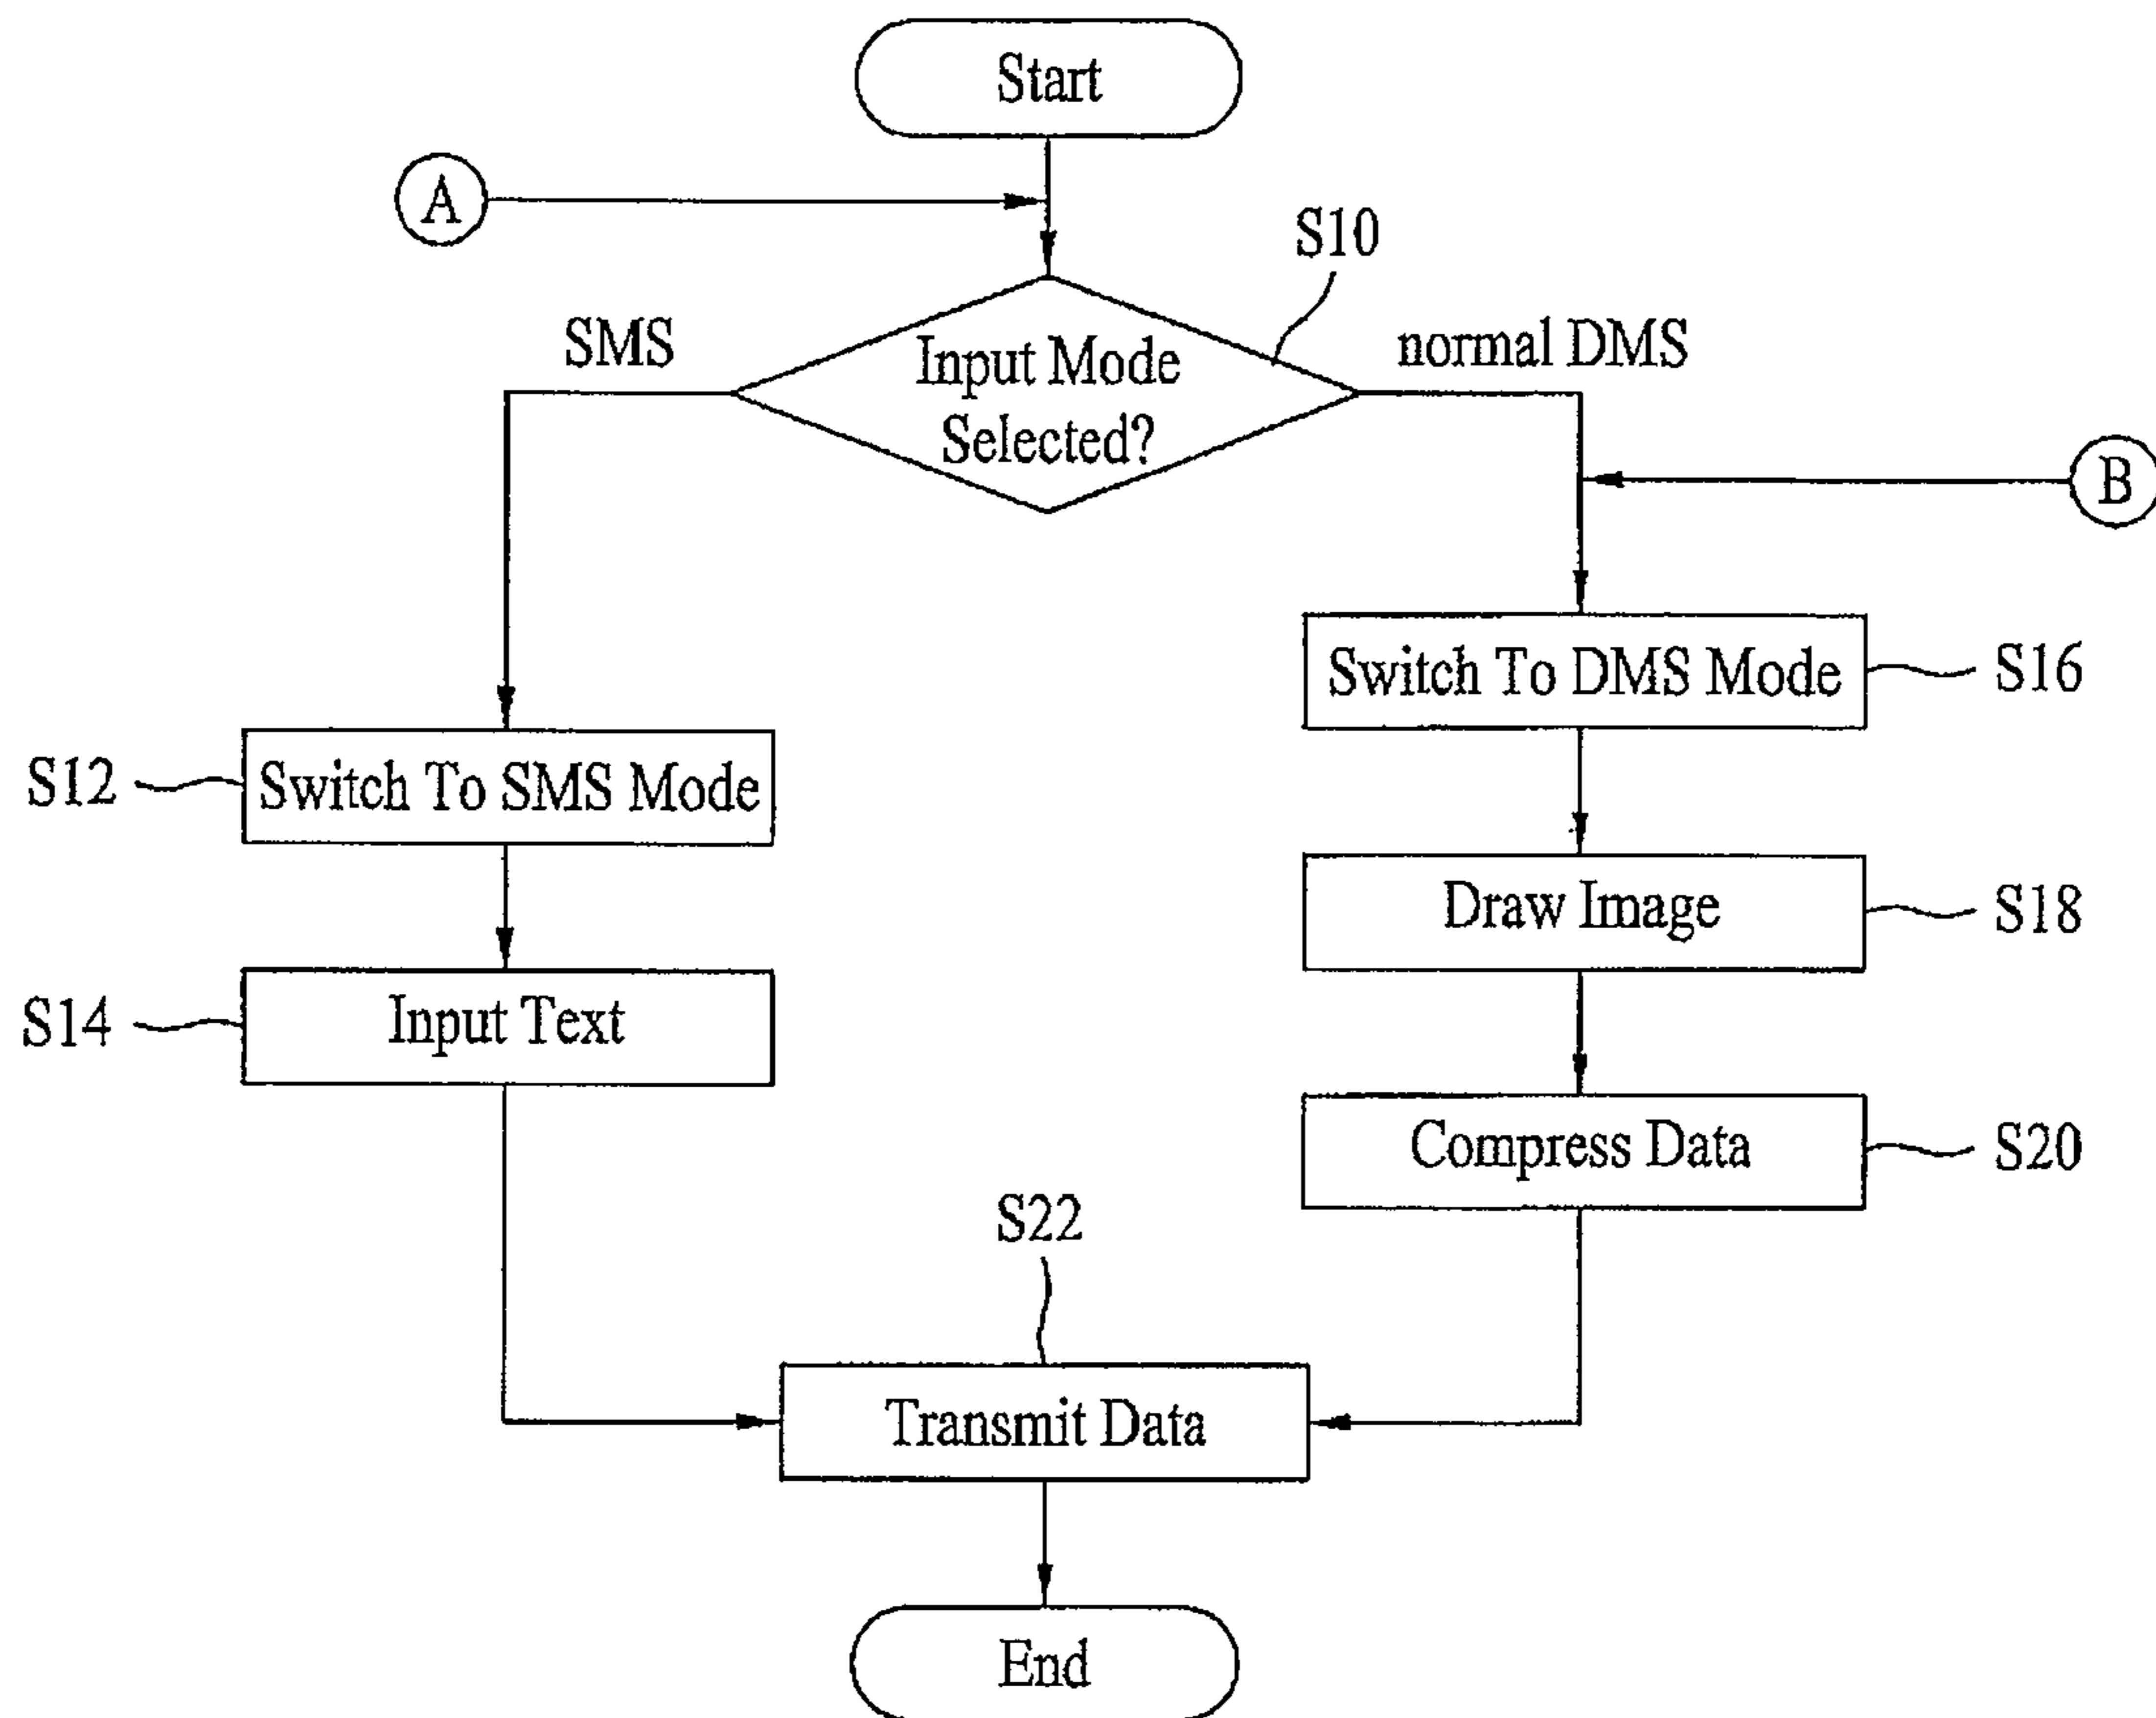 Start
A
S10
SMS
normal DMS
Input Mode
Selected?
B
Switch To DMS Mode
S16
S12
Switch To SMS Mode
Draw Image
S18
S14
Input Text
Compress Data
S20
S22
Transmit Data
End